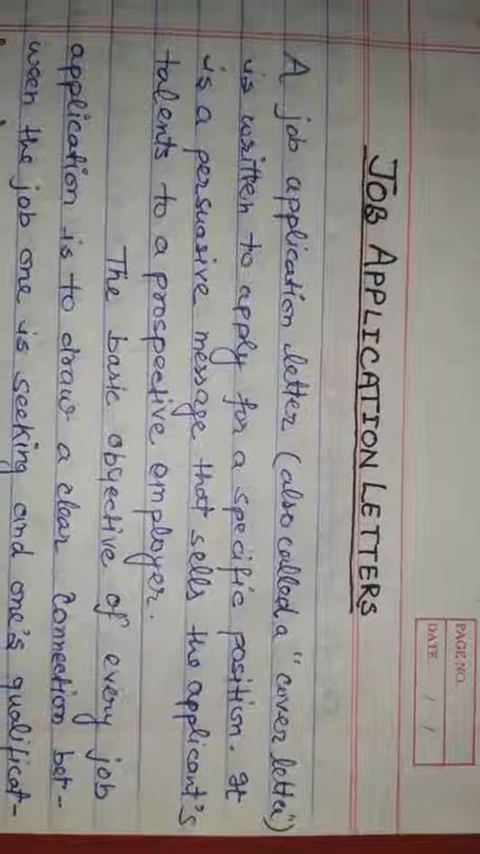 PAGE NO.
DATE / /
JOB APPLICATION LETTERS
A job application letter (also called a "cover letter")
is written to apply for a specific position. It
is a persuasive message that sells the applicant's
talents to a prospective employer.
The basic objective of every job
application is to draw a clear connection bet-
ween the job one is seeking and one's qualificat-